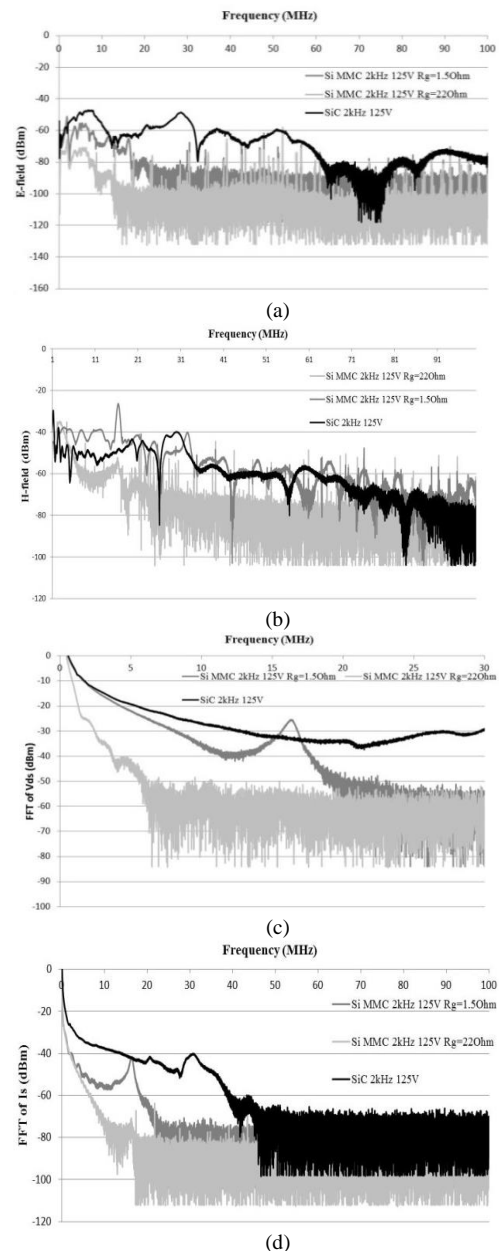 Frequency (MHz)
0 10 20 30 40 50 60 70 80 90 100
0
-20
-40
-60
-80
-100
-120
-140
-160
E-field (dBm)
Si MMC 2kHz 125V Rg=1.5Ohm
Si MMC 2kHz 125V Rg=22Ohm
SiC 2kHz 125V
(a)
Frequency (MHz)
1 11 21 31 41 51 61 71 81 91
0
-20
-40
-60
-80
-100
-120
H-field (dBm)
Si MMC 2kHz 125V Rg=22Ohm
Si MMC 2kHz 125V Rg=1.5Ohm
SiC 2kHz 125V
(b)
Frequency (MHz)
0 5 10 15 20 25 30
0
-10
-20
-30
-40
-50
-60
-70
-80
-90
-100
FFT of Vds (dBm)
Si MMC 2kHz 125V Rg=1.5Ohm Si MMC 2kHz 125V Rg=22Ohm
SiC 2kHz 125V
(c)
Frequency (MHz)
0 10 20 30 40 50 60 70 80 90 100
0
-20
-40
-60
-80
-100
-120
FFT of Is (dBm)
Si MMC 2kHz 125V Rg=1.5Ohm
Si MMC 2kHz 125V Rg=22Ohm
SiC 2kHz 125V
(d)